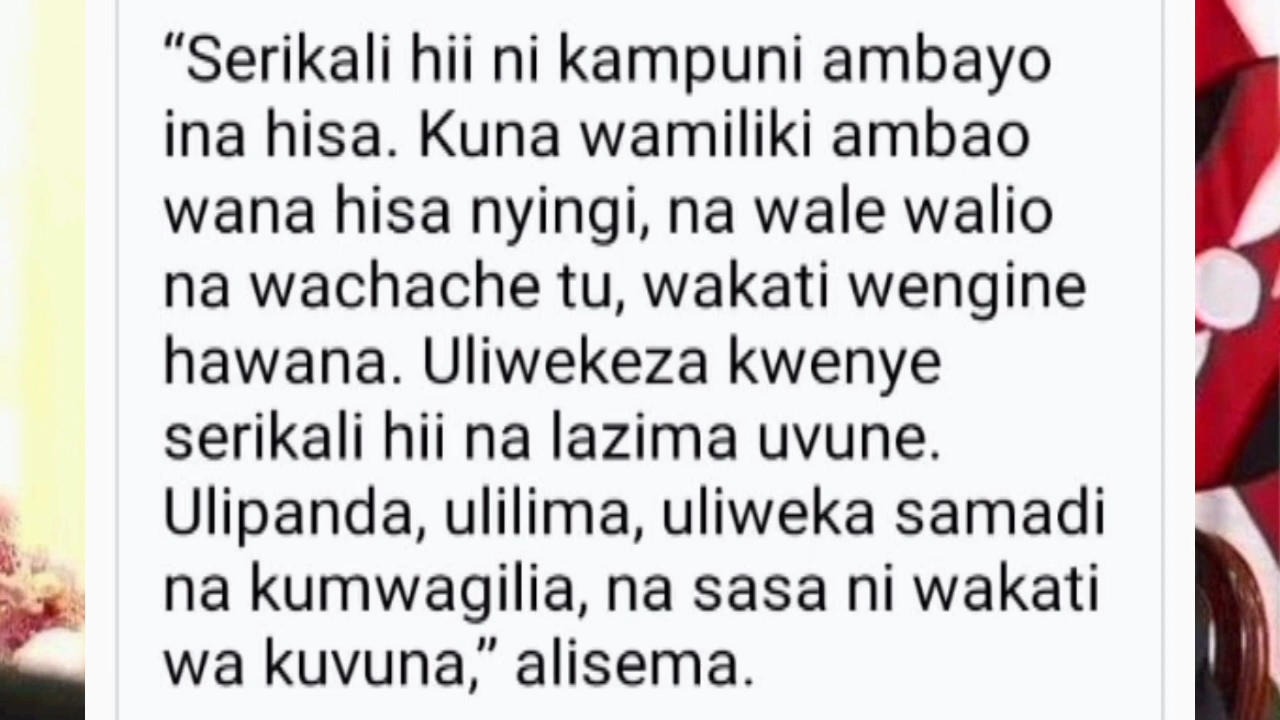 “Serikali hii ni kampuni ambayo
ina hisa. Kuna wamiliki ambao
wana hisa nyingi, na wale walio
na wachache tu, wakati wengine
hawana. Uliwekeza kwenye
serikali hii na lazima uvune.
Ulipanda, ulilima, uliweka samadi
na kumwagilia, na sasa ni wakati
wa kuvuna,” alisema.